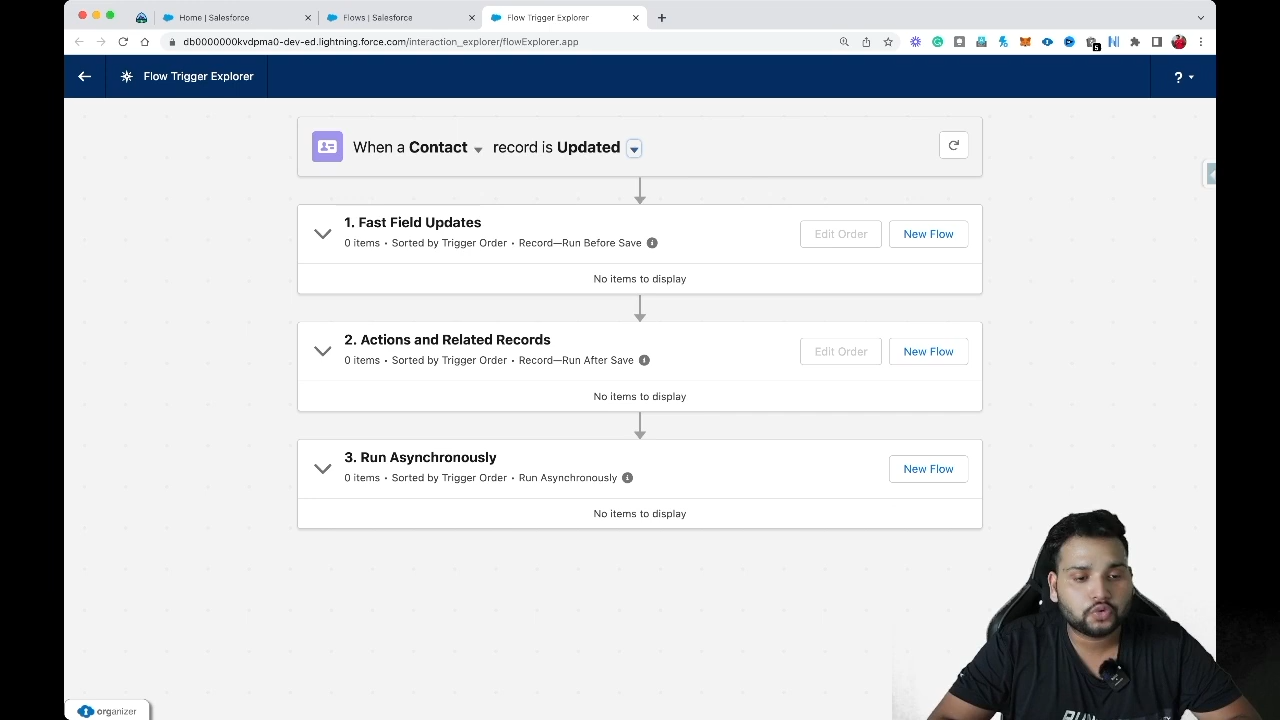 Home | Salesforce
Flows | Salesforce
Flow Trigger Explorer
db0000000kvdpma0-dev-ed.lightning.force.com/interaction_explorer/flowExplorer.app
5
Flow Trigger Explorer
?
When a Contact record is Updated
1. Fast Field Updates
0 items • Sorted by Trigger Order • Record—Run Before Save
Edit Order
New Flow
No items to display
2. Actions and Related Records
0 items • Sorted by Trigger Order • Record—Run After Save
Edit Order
New Flow
No items to display
3. Run Asynchronously
0 items • Sorted by Trigger Order • Run Asynchronously
New Flow
No items to display
organizer